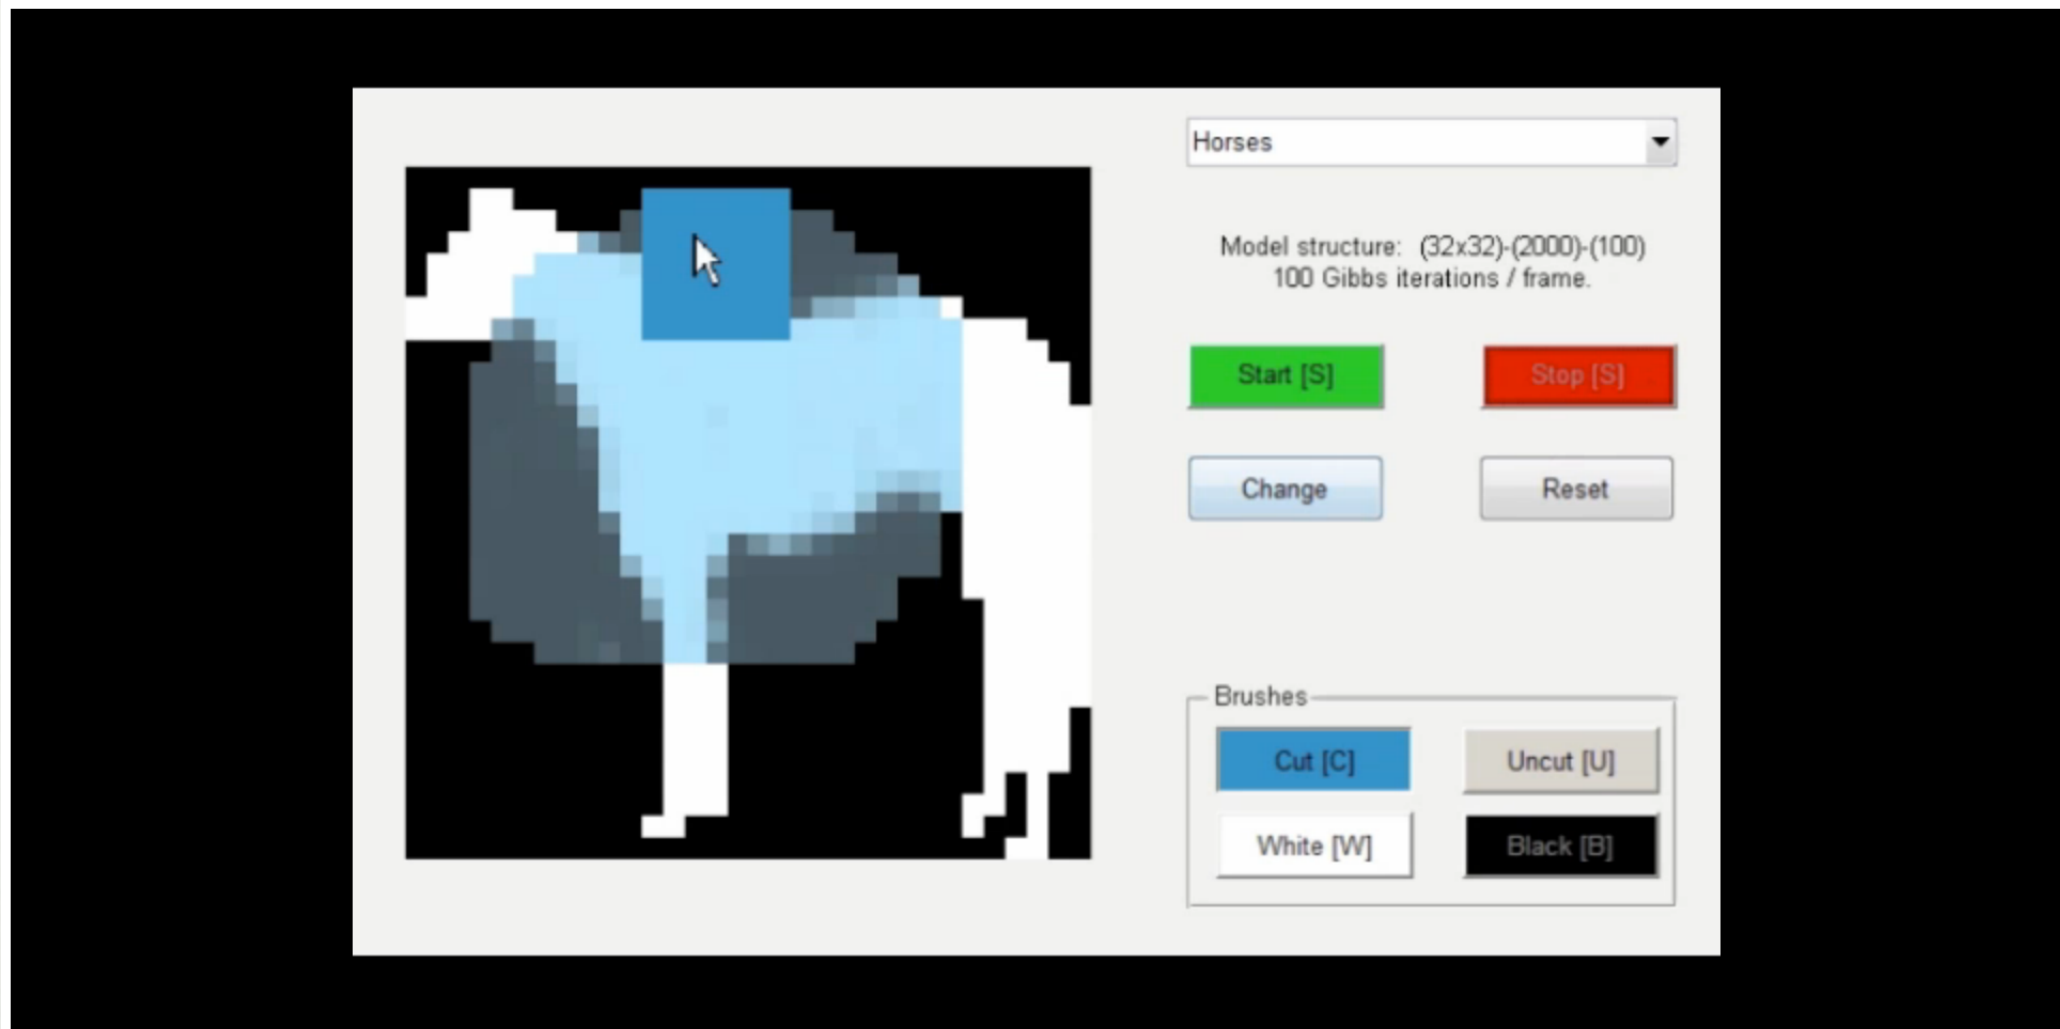 Horses
Model structure: (32x32)-(2000)-(100)
100 Gibbs iterations / frame.
Start [S]
Stop [S]
Change
Reset
Brushes
Cut [C]
Uncut [U]
White [W]
Black [B]